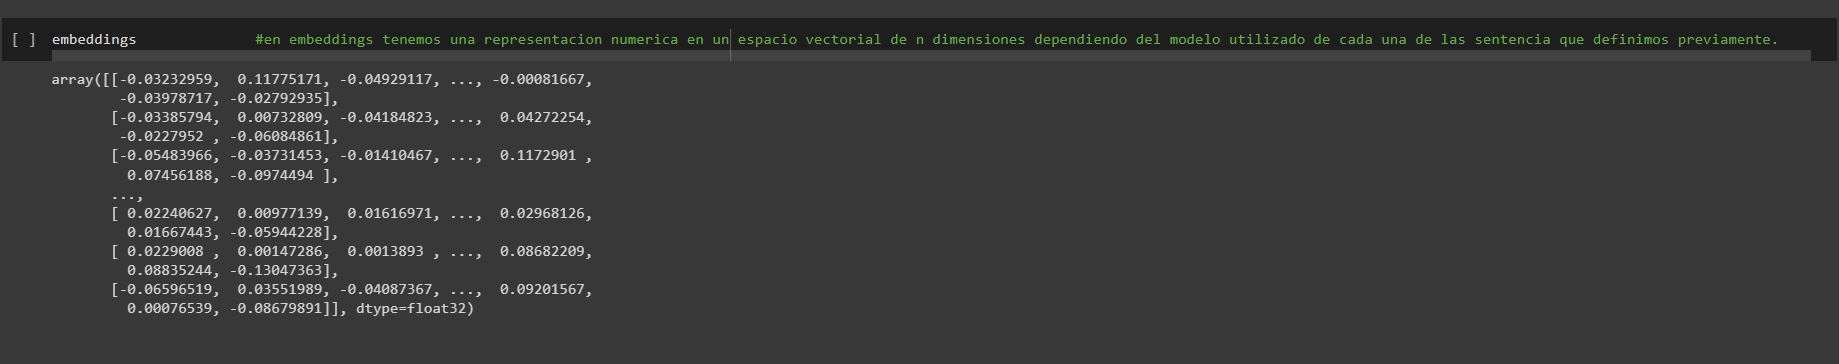 [ ] embeddings #en embeddings tenemos una representacion numerica en un espacio vectorial de n dimensiones dependiendo del modelo utilizado de cada una de las sentencia que definimos previamente.
array([[-0.03232959,  0.11775171, -0.04929117, ..., -0.00081667,
-0.03978717, -0.02792935],
[-0.03385794,  0.00732809, -0.04184823, ...,  0.04272254,
-0.0227952 , -0.06084861],
[-0.05483966, -0.03731453, -0.01410467, ...,  0.1172901 ,
0.07456188, -0.0974494 ],
...,
[ 0.02240627,  0.00977139,  0.01616971, ...,  0.02968126,
0.01667443, -0.05944228],
[ 0.0229008 ,  0.00147286,  0.0013893 , ...,  0.08682209,
0.08835244, -0.13047363],
[-0.06596519,  0.03551989, -0.04087367, ...,  0.09201567,
0.00076539, -0.08679891]], dtype=float32)